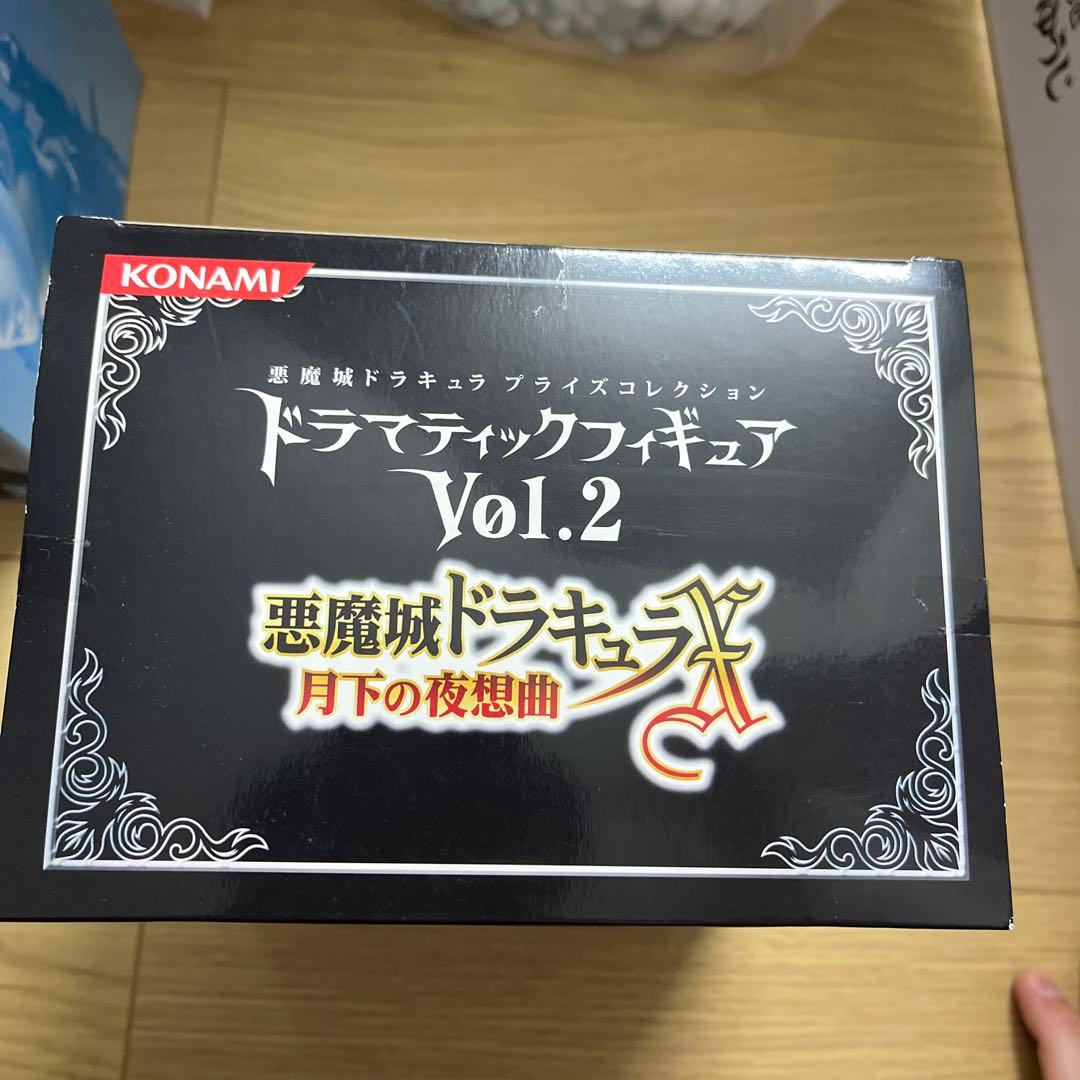 KONAMI
悪魔城ドラキュラ プライズコレクション
ドラマティックフィギュア
Vol.2
悪魔城ドラキュラX
月下の夜想曲